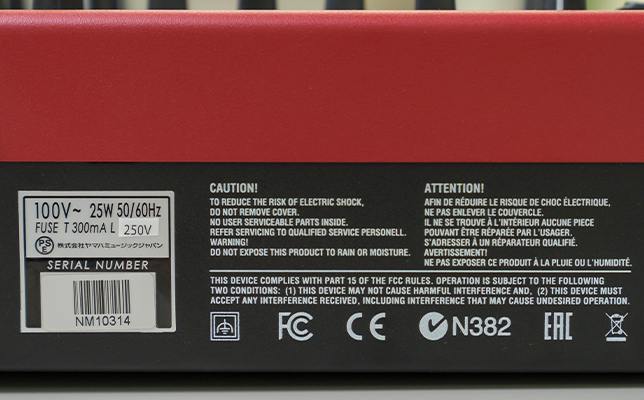 100V~ 25W 50/60Hz
FUSE T 300mA L 250V
PSE 株式会社ヤマハミュージックジャパン
SERIAL NUMBER
NM10314
CAUTION!
TO REDUCE THE RISK OF ELECTRIC SHOCK,
DO NOT REMOVE COVER.
NO USER SERVICEABLE PARTS INSIDE.
REFER SERVICING TO QUALIFIED SERVICE PERSONELL.
WARNING!
DO NOT EXPOSE THIS PRODUCT TO RAIN OR MOISTURE.
ATTENTION!
AFIN DE RÉDUIRE LE RISQUE DE CHOC ÉLECTRIQUE,
NE PAS ENLEVER LE COUVERCLE.
IL NE SE TROUVE À L'INTÉRIEUR AUCUNE PIECE
POUVANT ÊTRE RÉPARÉE PAR L'USAGER.
S'ADRESSER À UN RÉPARATEUR QUALIFIÉ.
AVERTISSEMENT!
NE PAS EXPOSER CE PRODUIT À LA PLUIE OU L'HUMIDITÉ.
THIS DEVICE COMPLIES WITH PART 15 OF THE FCC RULES. OPERATION IS SUBJECT TO THE FOLLOWING
TWO CONDITIONS: (1) THIS DEVICE MAY NOT CAUSE HARMFUL INTERFERENCE AND, (2) THIS DEVICE MUST
ACCEPT ANY INTERFERENCE RECEIVED, INCLUDING INTERFERENCE THAT MAY CAUSE UNDESIRED OPERATION.
FC CE N382 EAC